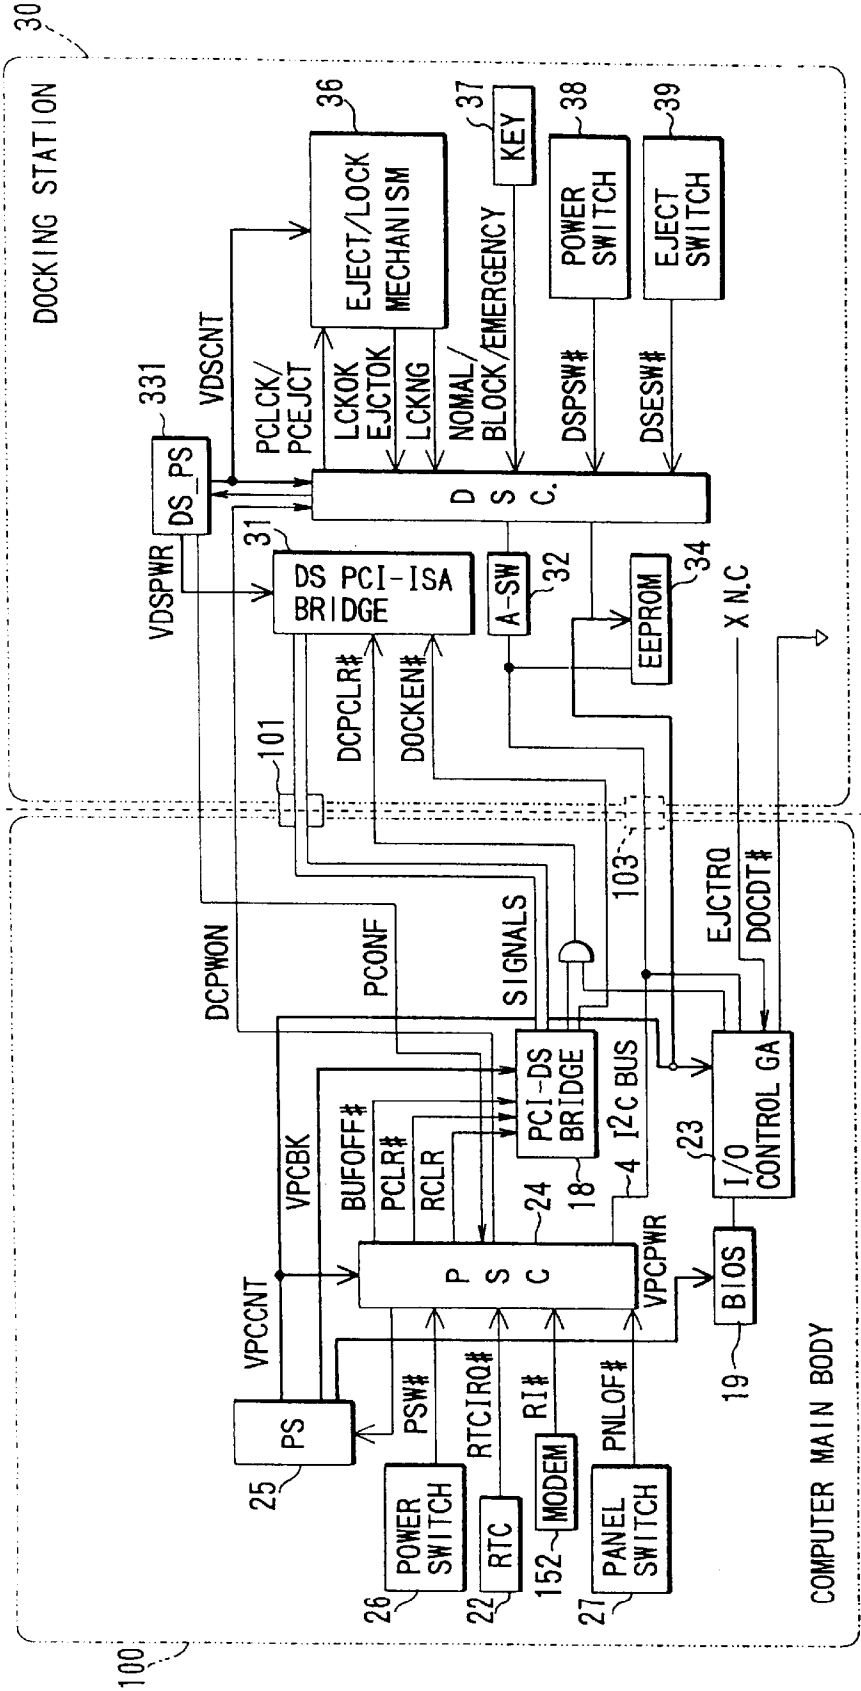 30
DOCKING STATION
331
DS_PS
VDSCNT
VDSPWR
36
EJECT/LOCK
MECHANISM
PCLCK/
PCEJCT
LCKOK
EJCTOK
LCKNG
37
KEY
NOMAL/
BLOCK/EMERGENCY
38
POWER
SWITCH
DSPSW#
39
EJECT
SWITCH
DSESW#
D S C.
31
DS PCI-ISA
BRIDGE
A-SW
32
EEPROM
34
X N.C
DCPCLR#
DOCKEN#
101
103
EJCTRQ
DOCDT#
DCPWON
PCONF
SIGNALS
VPCCNT
VPCBK
BUFOFF#
PCLR#
RCLR
PCI-DS
BRIDGE
18
I²C BUS
4
23
I/O
CONTROL GA
24
P S C
VPCPWR
BIOS
19
PS
25
PSW#
RTCIRQ#
RI#
PNLOF#
POWER
SWITCH
26
RTC
22
MODEM
152
PANEL
SWITCH
27
COMPUTER MAIN BODY
100